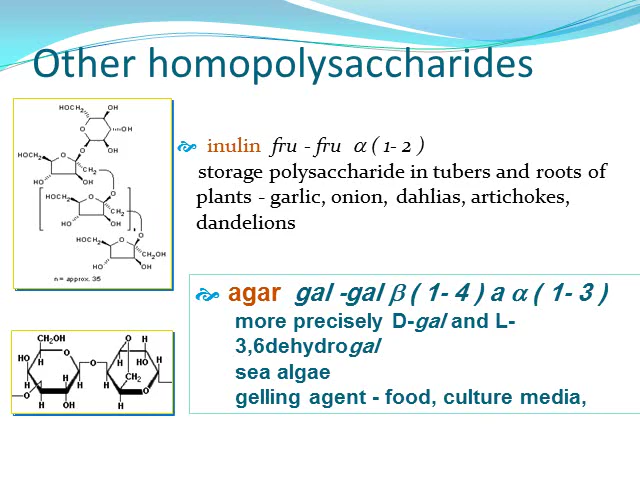 Other homopolysaccharides
HOCH₂ OH
O
OH
HO OH
HOCH₂ O O
CH₂
HO OH
HOCH₂ O O
CH₂
HO OH
HOCH₂ O O
CH₂OH
HO OH
n = approx. 35
inulin fru - fru α ( 1- 2 )
storage polysaccharide in tubers and roots of
plants - garlic, onion, dahlias, artichokes,
dandelions
agar gal -gal β ( 1- 4 ) a α ( 1- 3 )
more precisely D-gal and L-
3,6dehydrogal
sea algae
gelling agent - food, culture media,
CH₂OH O H
HO O H O H
H CH₂
OH H H
O H H O
H OH H OH